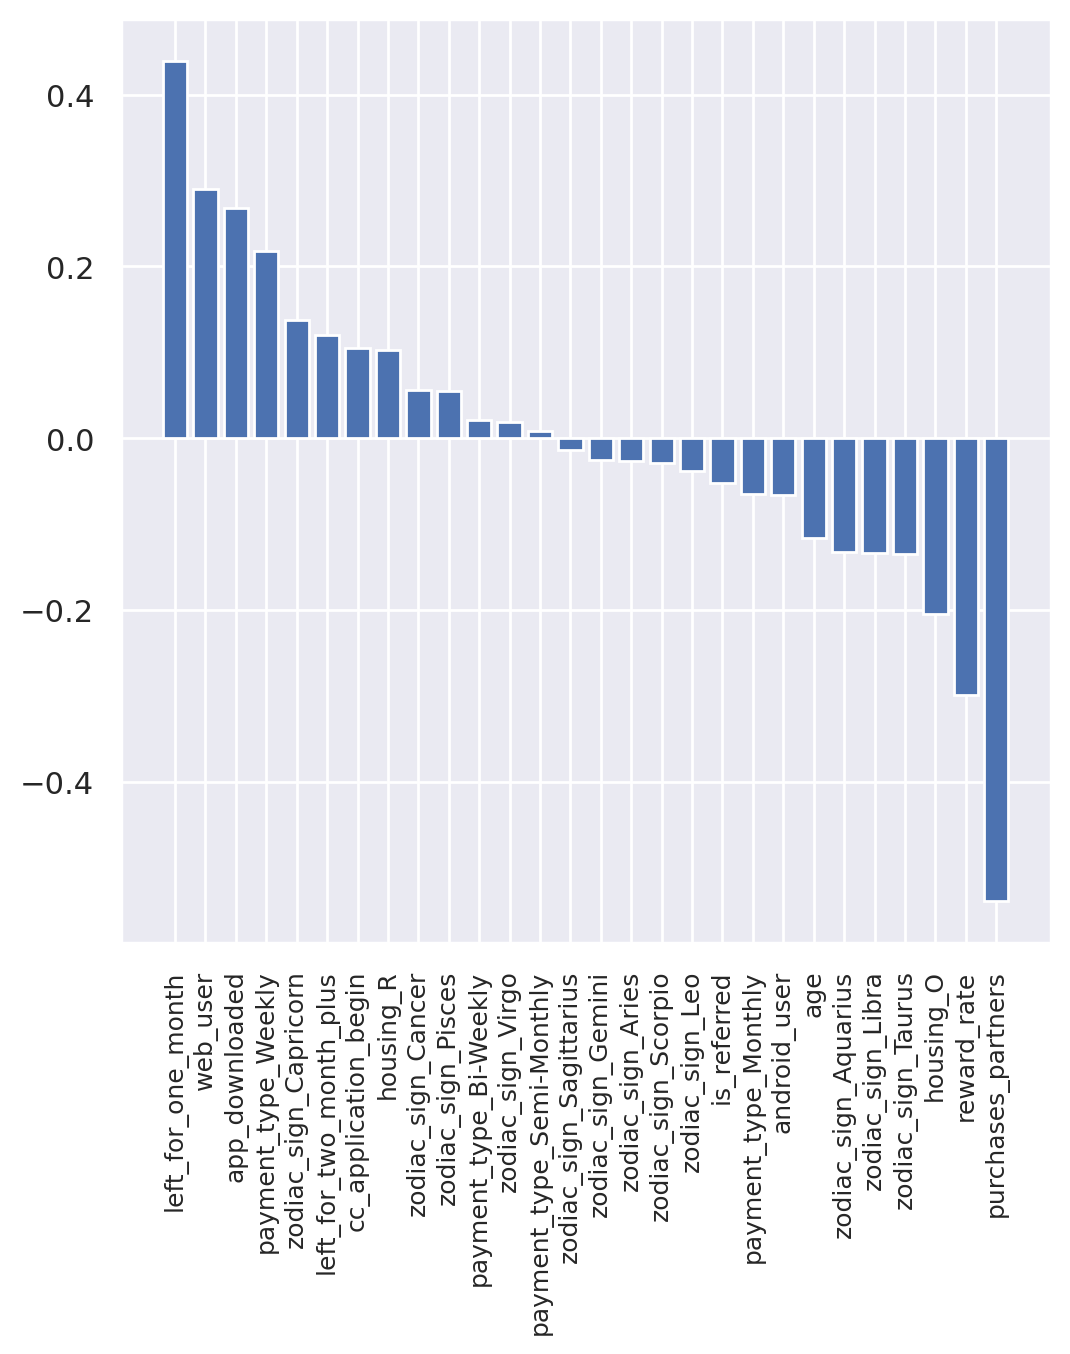 0.4
0.2
0.0
−0.2
−0.4
left_for_one_month
web_user
app_downloaded
payment_type_Weekly
zodiac_sign_Capricorn
left_for_two_month_plus
cc_application_begin
housing_R
zodiac_sign_Cancer
zodiac_sign_Pisces
payment_type_Bi-Weekly
zodiac_sign_Virgo
payment_type_Semi-Monthly
zodiac_sign_Sagittarius
zodiac_sign_Gemini
zodiac_sign_Aries
zodiac_sign_Scorpio
zodiac_sign_Leo
is_referred
payment_type_Monthly
android_user
age
zodiac_sign_Aquarius
zodiac_sign_Libra
zodiac_sign_Taurus
housing_O
reward_rate
purchases_partners